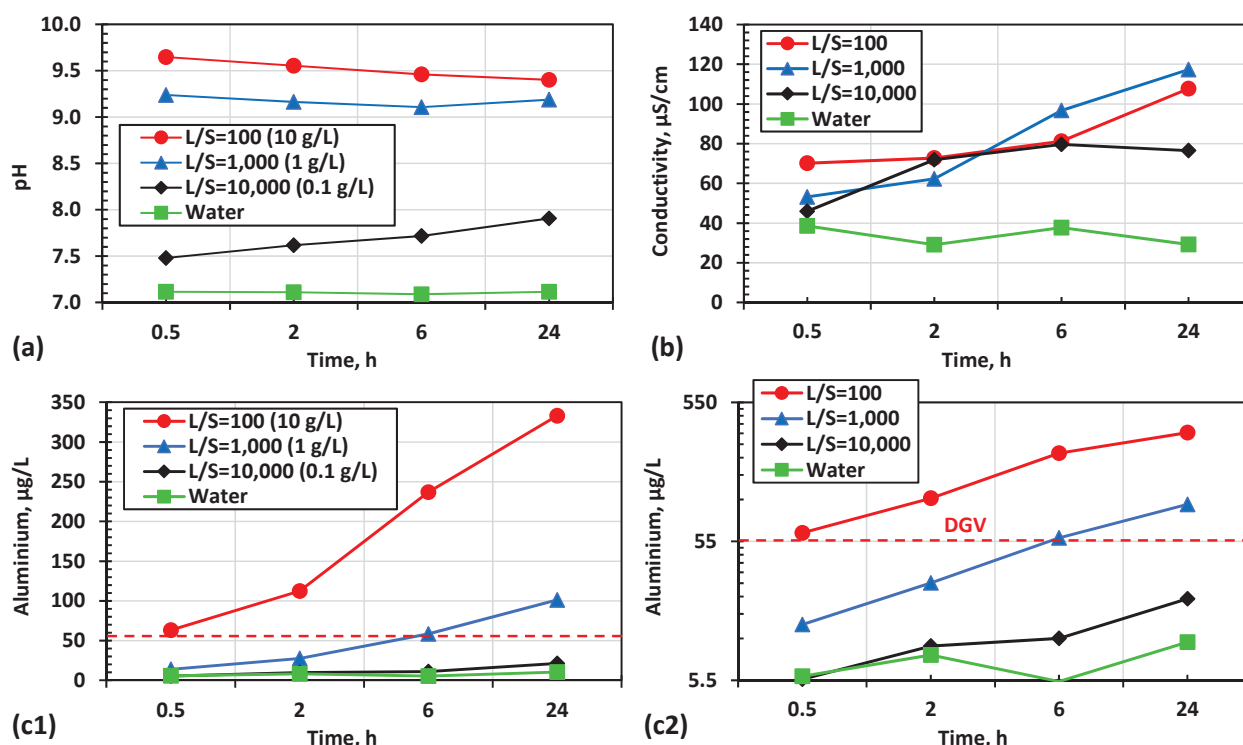 10.0
9.5
9.0
8.5
8.0
7.5
7.0
pH
L/S=100 (10 g/L)
L/S=1,000 (1 g/L)
L/S=10,000 (0.1 g/L)
Water
0.5 2 6 24
Time, h
(a)
140
120
100
80
60
40
20
0
Conductivity, µS/cm
L/S=100
L/S=1,000
L/S=10,000
Water
0.5 2 6 24
Time, h
(b)
350
300
250
200
150
100
50
0
Aluminium, µg/L
L/S=100 (10 g/L)
L/S=1,000 (1 g/L)
L/S=10,000 (0.1 g/L)
Water
0.5 2 6 24
Time, h
(c1)
550
55
5.5
Aluminium, µg/L
L/S=100
L/S=1,000
L/S=10,000
Water
DGV
0.5 2 6 24
Time, h
(c2)